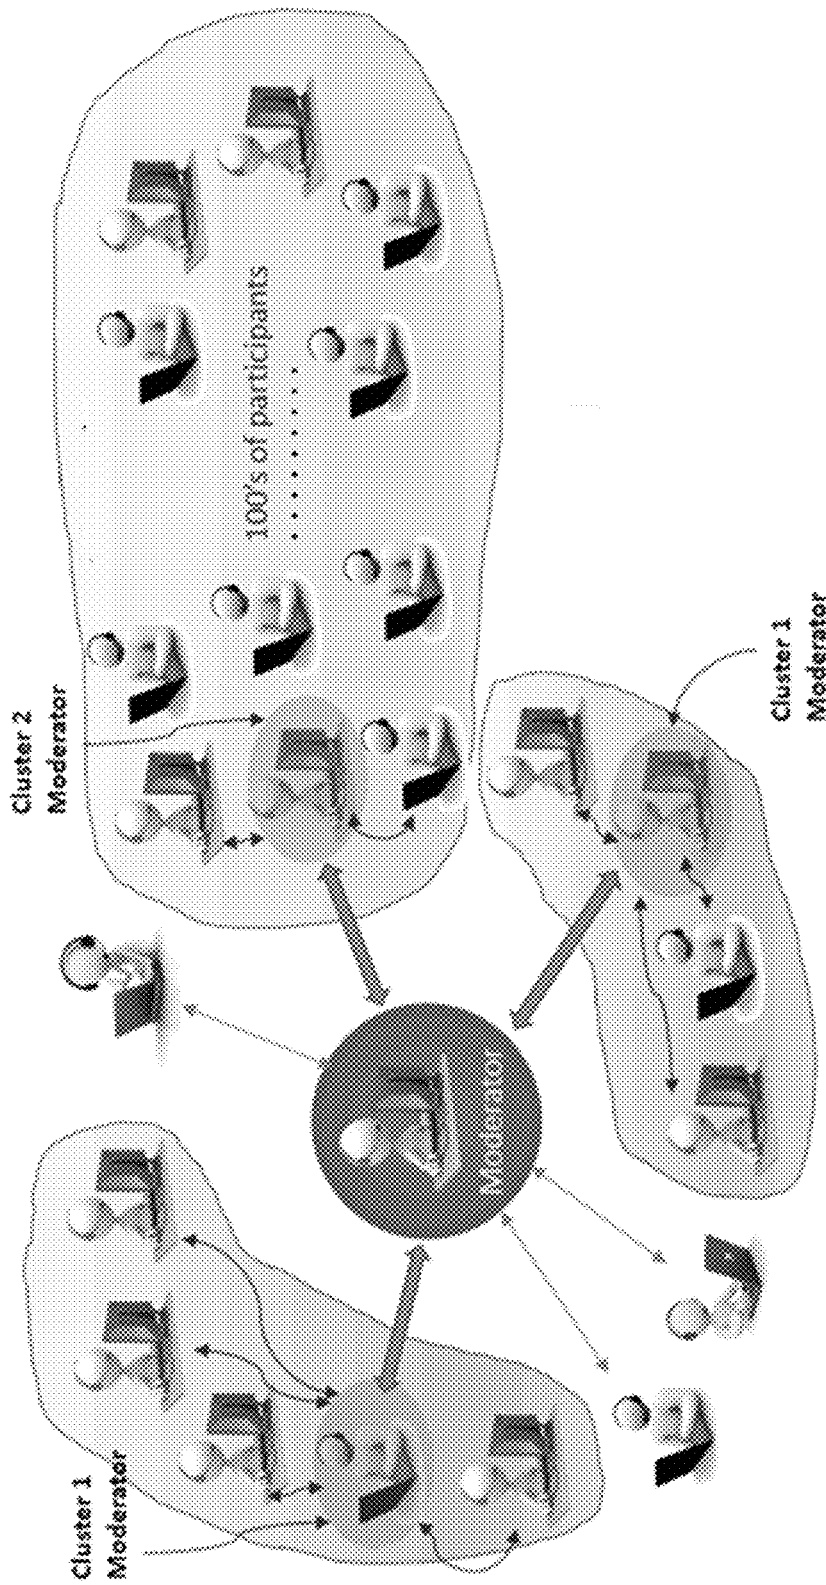 Cluster 1
Moderator
Cluster 2
Moderator
100's of participants
Moderator
Cluster 1
Moderator